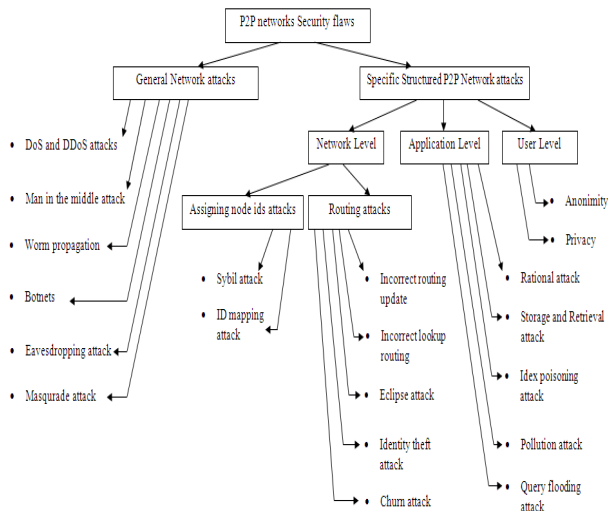 P2P networks Security flaws
General Network attacks
Specific Structured P2P Network attacks
Network Level
Application Level
User Level
Assigning node ids attacks
Routing attacks
• DoS and DDoS attacks
• Man in the middle attack
• Worm propagation
• Botnets
• Eavesdropping attack
• Masqurade attack
• Sybil attack
• ID mapping
attack
• Incorrect routing
update
• Incorrect lookup
routing
• Eclipse attack
• Identity theft
attack
• Churn attack
• Anonimity
• Privacy
• Rational attack
• Storage and Retrieval
attack
• Idex poisoning
attack
• Pollution attack
• Query flooding
attack